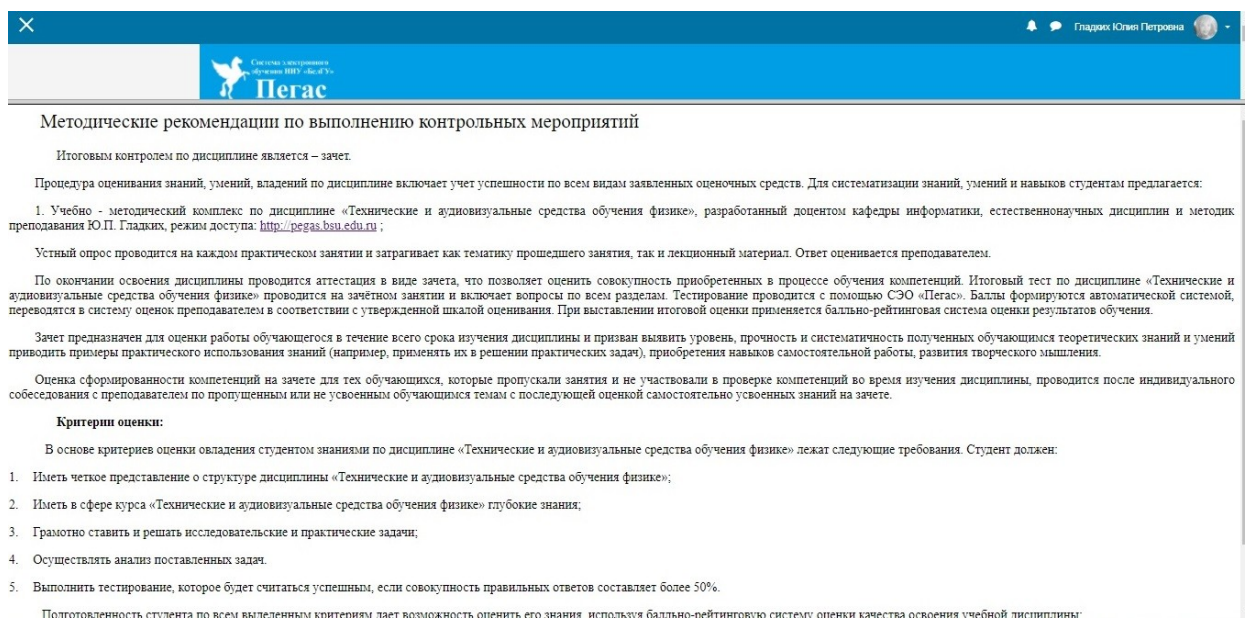 Гладких Юлия Петровна
Система электронного
обучения НИУ «БелГУ»
Пегас
Методические рекомендации по выполнению контрольных мероприятий
Итоговым контролем по дисциплине является – зачет.
Процедура оценивания знаний, умений, владений по дисциплине включает учет успешности по всем видам заявленных оценочных средств. Для систематизации знаний, умений и навыков студентам предлагается:
1. Учебно - методический комплекс по дисциплине «Технические и аудиовизуальные средства обучения физике», разработанный доцентом кафедры информатики, естественнонаучных дисциплин и методик
преподавания Ю.П. Гладких, режим доступа: http://pegas.bsu.edu.ru ;
Устный опрос проводится на каждом практическом занятии и затрагивает как тематику прошедшего занятия, так и лекционный материал. Ответ оценивается преподавателем.
По окончании освоения дисциплины проводится аттестация в виде зачета, что позволяет оценить совокупность приобретенных в процессе обучения компетенций. Итоговый тест по дисциплине «Технические и
аудиовизуальные средства обучения физике» проводится на зачётном занятии и включает вопросы по всем разделам. Тестирование проводится с помощью СЭО «Пегас». Баллы формируются автоматической системой,
переводятся в систему оценок преподавателем в соответствии с утвержденной шкалой оценивания. При выставлении итоговой оценки применяется балльно-рейтинговая система оценки результатов обучения.
Зачет предназначен для оценки работы обучающегося в течение всего срока изучения дисциплины и призван выявить уровень, прочность и систематичность полученных обучающимся теоретических знаний и умений
приводить примеры практического использования знаний (например, применять их в решении практических задач), приобретения навыков самостоятельной работы, развития творческого мышления.
Оценка сформированности компетенций на зачете для тех обучающихся, которые пропускали занятия и не участвовали в проверке компетенций во время изучения дисциплины, проводится после индивидуального
собеседования с преподавателем по пропущенным или не усвоенным обучающимся темам с последующей оценкой самостоятельно усвоенных знаний на зачете.
Критерии оценки:
В основе критериев оценки овладения студентом знаниями по дисциплине «Технические и аудиовизуальные средства обучения физике» лежат следующие требования. Студент должен:
1. Иметь четкое представление о структуре дисциплины «Технические и аудиовизуальные средства обучения физике»;
2. Иметь в сфере курса «Технические и аудиовизуальные средства обучения физике» глубокие знания;
3. Грамотно ставить и решать исследовательские и практические задачи;
4. Осуществлять анализ поставленных задач.
5. Выполнить тестирование, которое будет считаться успешным, если совокупность правильных ответов составляет более 50%.
Подготовленность студента по всем выделенным критериям дает возможность оценить его знания, используя балльно-рейтинговую систему оценки качества освоения учебной дисциплины: